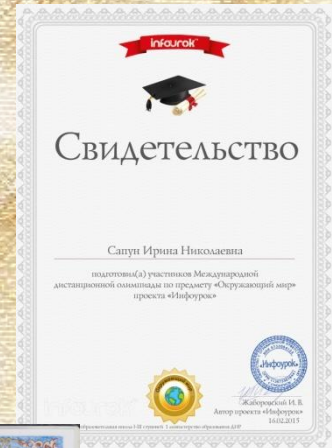 infourok
Свидетельство
Сапун Ирина Николаевна
подготовил(а) участников Международной
дистанционной олимпиады по предмету «Окружающий мир»
проекта «Инфоурок»
«Инфоурок»
Жаборовский И. В.
Автор проекта «Инфоурок»
16.02.2015